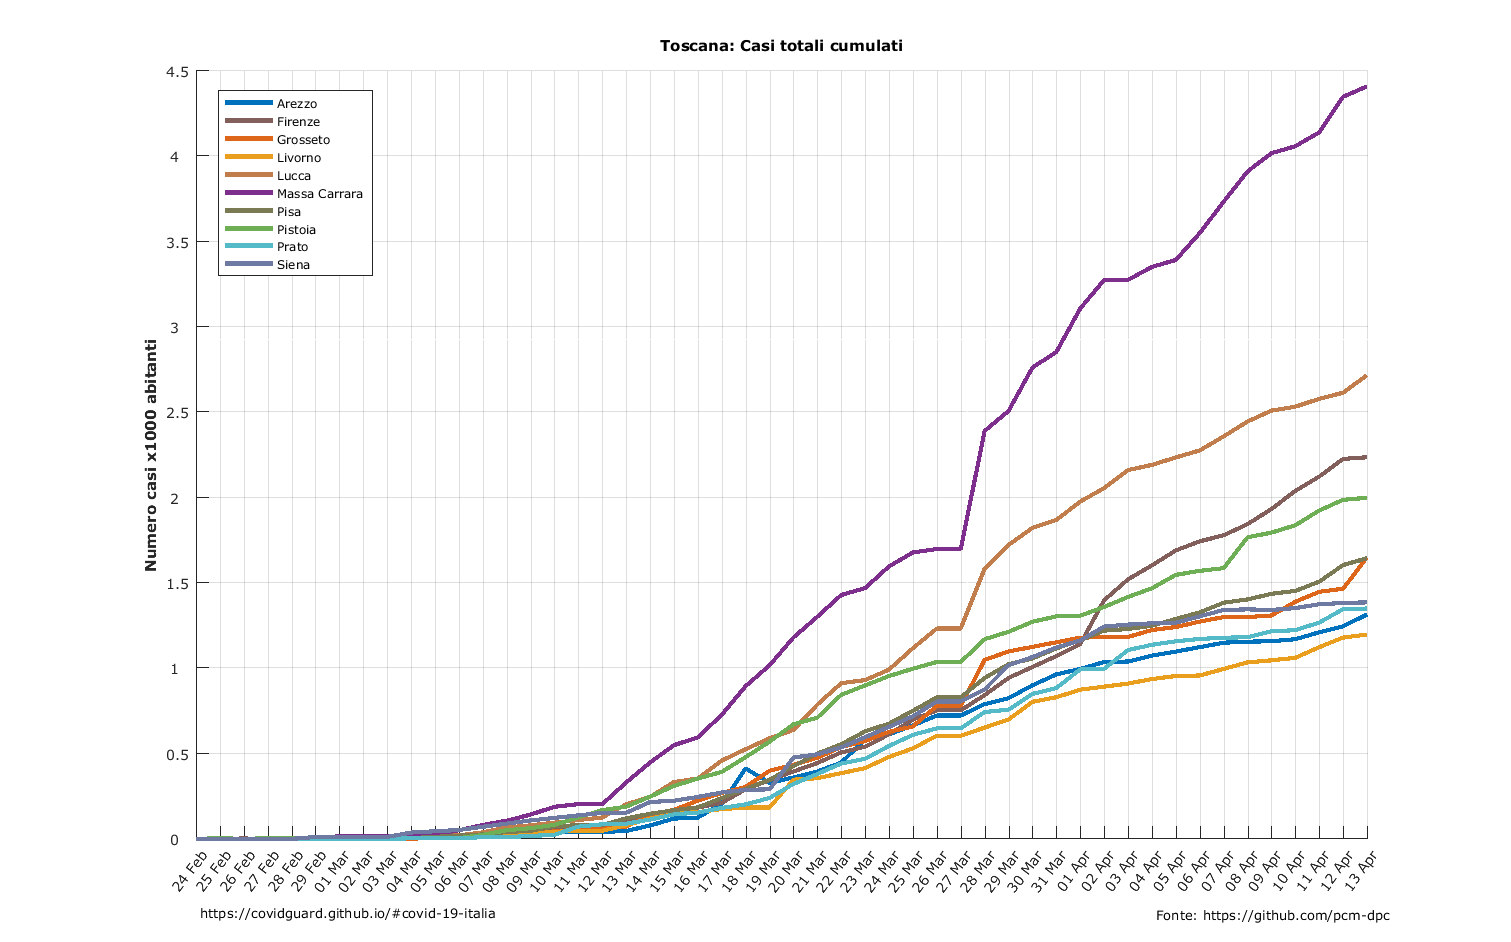 Toscana: Casi totali cumulati
Numero casi x1000 abitanti
4.5
4
3.5
3
2.5
2
1.5
1
0.5
0
Arezzo
Firenze
Grosseto
Livorno
Lucca
Massa Carrara
Pisa
Pistoia
Prato
Siena
24 Feb
25 Feb
26 Feb
27 Feb
28 Feb
29 Feb
01 Mar
02 Mar
03 Mar
04 Mar
05 Mar
06 Mar
07 Mar
08 Mar
09 Mar
10 Mar
11 Mar
12 Mar
13 Mar
14 Mar
15 Mar
16 Mar
17 Mar
18 Mar
19 Mar
20 Mar
21 Mar
22 Mar
23 Mar
24 Mar
25 Mar
26 Mar
27 Mar
28 Mar
29 Mar
30 Mar
31 Mar
01 Apr
02 Apr
03 Apr
04 Apr
05 Apr
06 Apr
07 Apr
08 Apr
09 Apr
10 Apr
11 Apr
12 Apr
13 Apr
https://covidguard.github.io/#covid-19-italia
Fonte: https://github.com/pcm-dpc